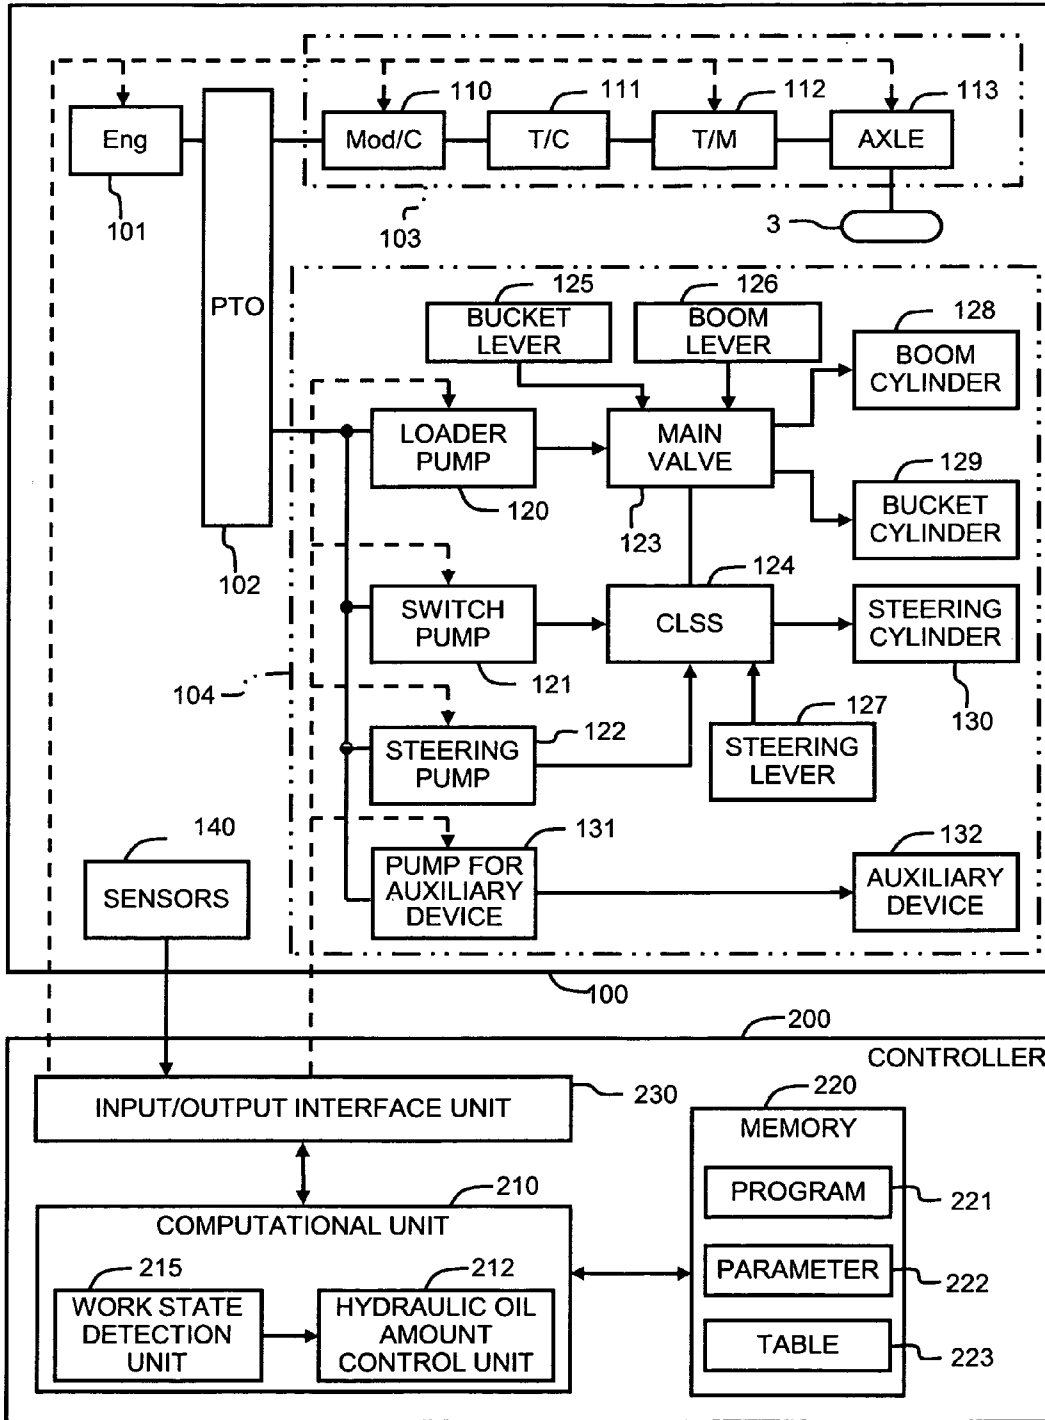 110
111
112
113
Eng
Mod/C
T/C
T/M
AXLE
101
103
3
PTO
125
126
128
BUCKET
LEVER
BOOM
LEVER
BOOM
CYLINDER
LOADER
PUMP
MAIN
VALVE
129
120
123
BUCKET
CYLINDER
102
124
SWITCH
PUMP
CLSS
STEERING
CYLINDER
104
121
127
130
122
STEERING
PUMP
STEERING
LEVER
140
131
132
SENSORS
PUMP FOR
AUXILIARY
DEVICE
AUXILIARY
DEVICE
100
200
CONTROLLER
INPUT/OUTPUT INTERFACE UNIT
230
220
MEMORY
210
COMPUTATIONAL UNIT
PROGRAM
221
215
212
PARAMETER
222
WORK STATE
DETECTION
UNIT
HYDRAULIC OIL
AMOUNT
CONTROL UNIT
TABLE
223